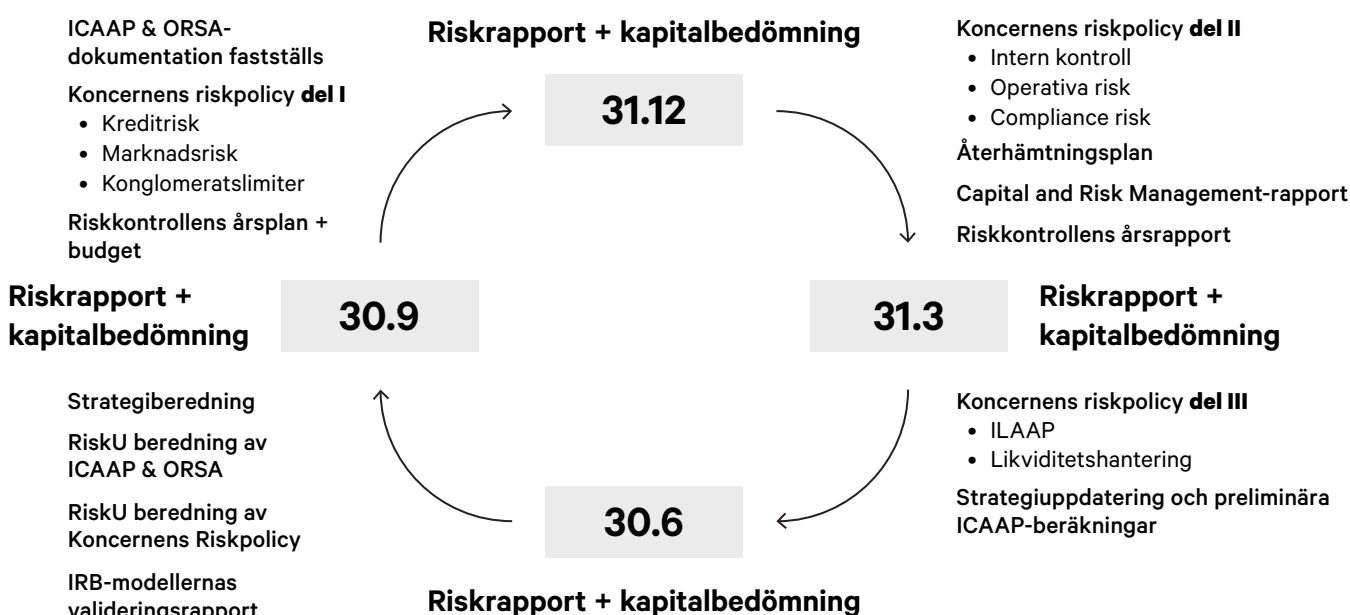 ICAAP & ORSA-
dokumentation fastställs
Koncernens riskpolicy del I
• Kreditrisk
• Marknadsrisk
• Konglomeratslimiter
Riskkontrollens årsplan +
budget
Riskrapport + kapitalbedömning
31.12
Koncernens riskpolicy del II
• Intern kontroll
• Operativa risk
• Compliance risk
Återhämtningsplan
Capital and Risk Management-rapport
Riskkontrollens årsrapport
Riskrapport +
kapitalbedömning
30.9
31.3
Riskrapport +
kapitalbedömning
Strategiberedning
RiskU beredning av
ICAAP & ORSA
RiskU beredning av
Koncernens Riskpolicy
IRB-modellernas
valideringsrapport
30.6
Riskrapport + kapitalbedömning
Koncernens riskpolicy del III
• ILAAP
• Likviditetshantering
Strategiuppdatering och preliminära
ICAAP-beräkningar